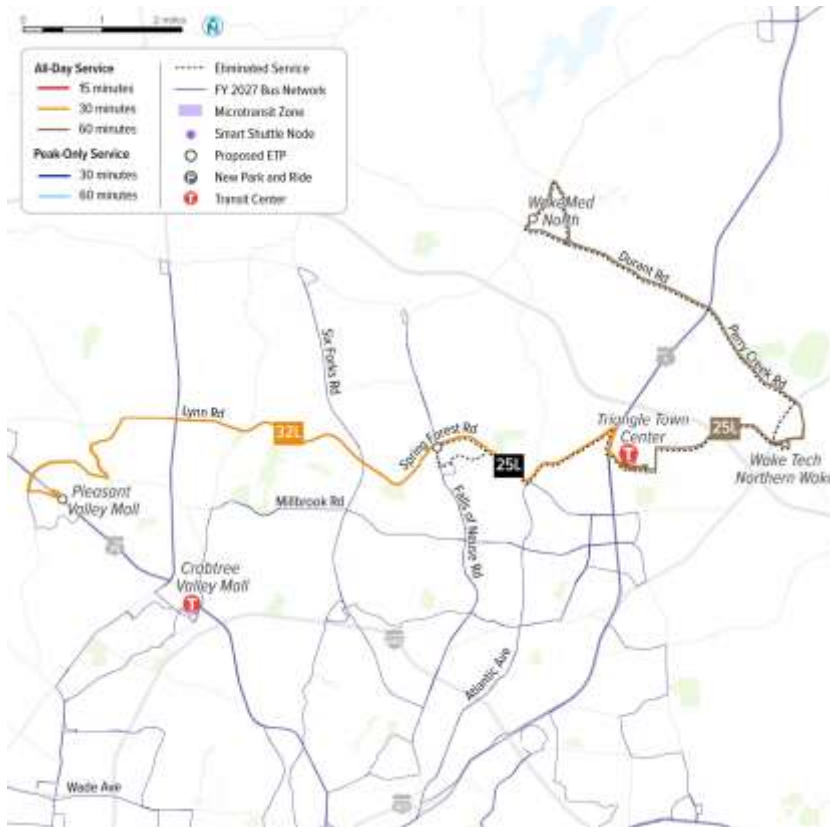 0 1 2 miles
N
All-Day Service
15 minutes
30 minutes
60 minutes
Peak-Only Service
30 minutes
60 minutes
Eliminated Service
FY 2027 Bus Network
Microtransit Zone
Smart Shuttle Node
Proposed ETP
P New Park and Ride
T Transit Center
WakeMed
North
Durant Rd
Perry Creek Rd
Six Forks Rd
Lynn Rd
32L
Spring Forest Rd
25L
Triangle Town
Center
T
25L
Wake Tech
Northern Wake
Pleasant
Valley Mall
Millbrook Rd
Falls of Neuse Rd
Crabtree
Valley Mall
T
Atlantic Ave
Wade Ave